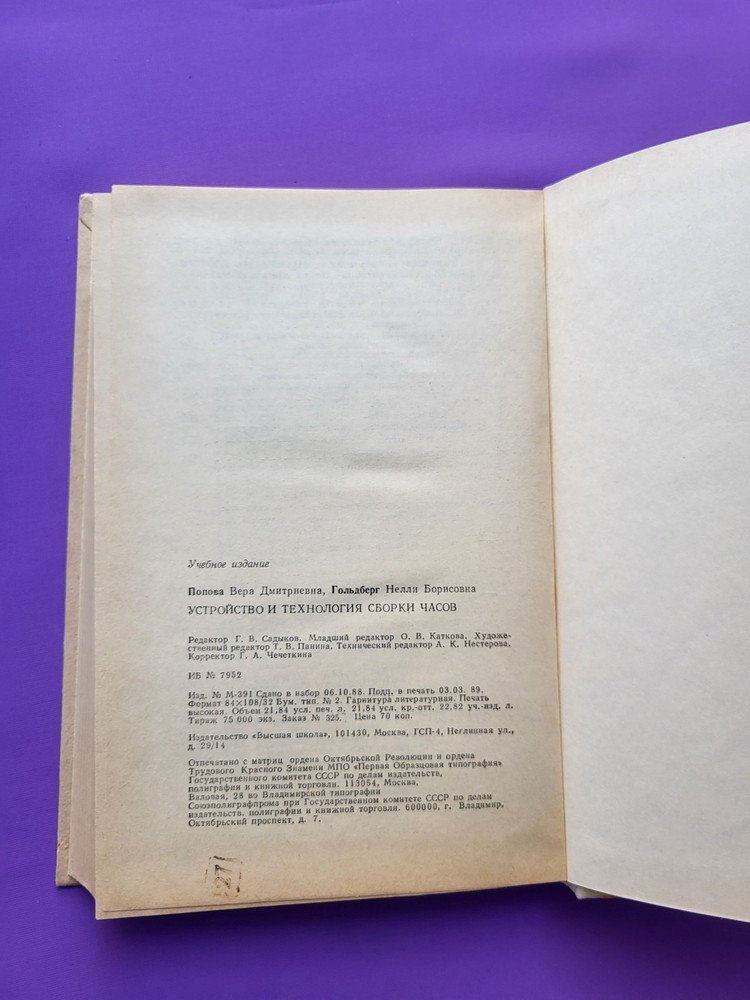 Учебное издание
Попова Вера Дмитриевна, Гольдберг Нелли Борисовна
УСТРОЙСТВО И ТЕХНОЛОГИЯ СБОРКИ ЧАСОВ
Редактор Г. В. Садыков. Младший редактор О. В. Каткова. Художе-
ственный редактор Т. В. Панина, Технический редактор А. К. Нестерова.
Корректор Г. А. Чечеткина
ИБ № 7952
Изд. № М-391 Сдано в набор 06.10.88. Подп. в печать 03.03. 89.
Формат 84×108/32 Бум. тип. № 2. Гарнитура литературная. Печать
высокая. Объем 21,84 усл. печ. л. 21,84 усл. кр.-отт. 22,82 уч.-изд. л.
Тираж 75 000 экз. Заказ № 325. Цена 70 коп.
Издательство «Высшая школа», 101430, Москва, ГСП-4, Неглинная ул.,
д. 29/14
Отпечатано с матриц ордена Октябрьской Революции и ордена
Трудового Красного Знамени МПО «Первая Образцовая типография»
Государственного комитета СССР по делам издательств,
полиграфии и книжной торговли. 113054, Москва,
Валовая, 28 во Владимирской типографии
Союзполиграфпрома при Государственном комитете СССР по делам
издательств, полиграфии и книжной торговли. 600000, г. Владимир,
Октябрьский проспект, д. 7.
127